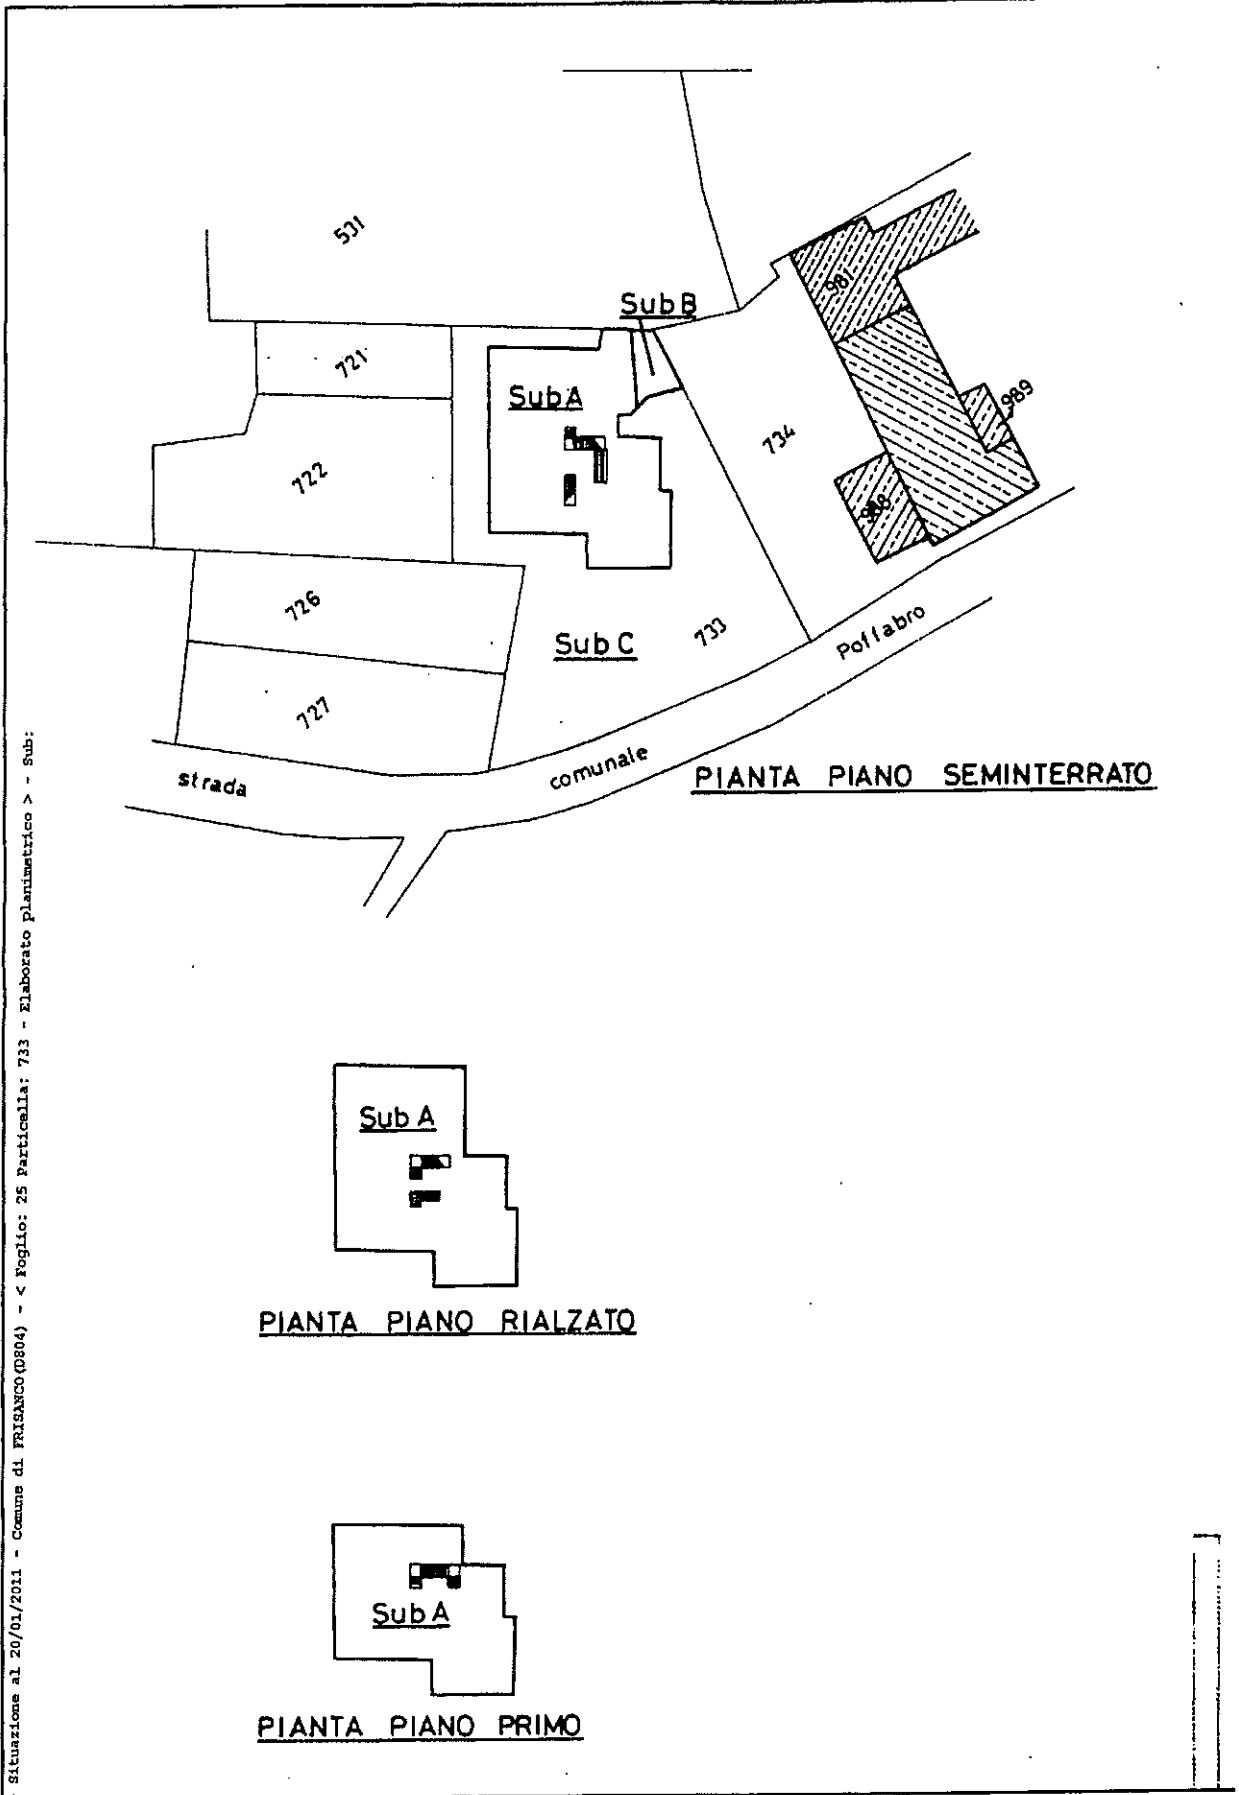 531
Sub B
981
721
Sub A
989
734
722
988
726
733
Sub C
Poffabro
727
comunale
strada
PIANTA PIANO SEMINTERRATO
Sub A
PIANTA PIANO RIALZATO
Sub A
PIANTA PIANO PRIMO
Situazione al 20/01/2011 - Comune di FRISANCO(D804) - < Foglio: 25 Particella: 733 - Elaborato planimetrico > - Sub: